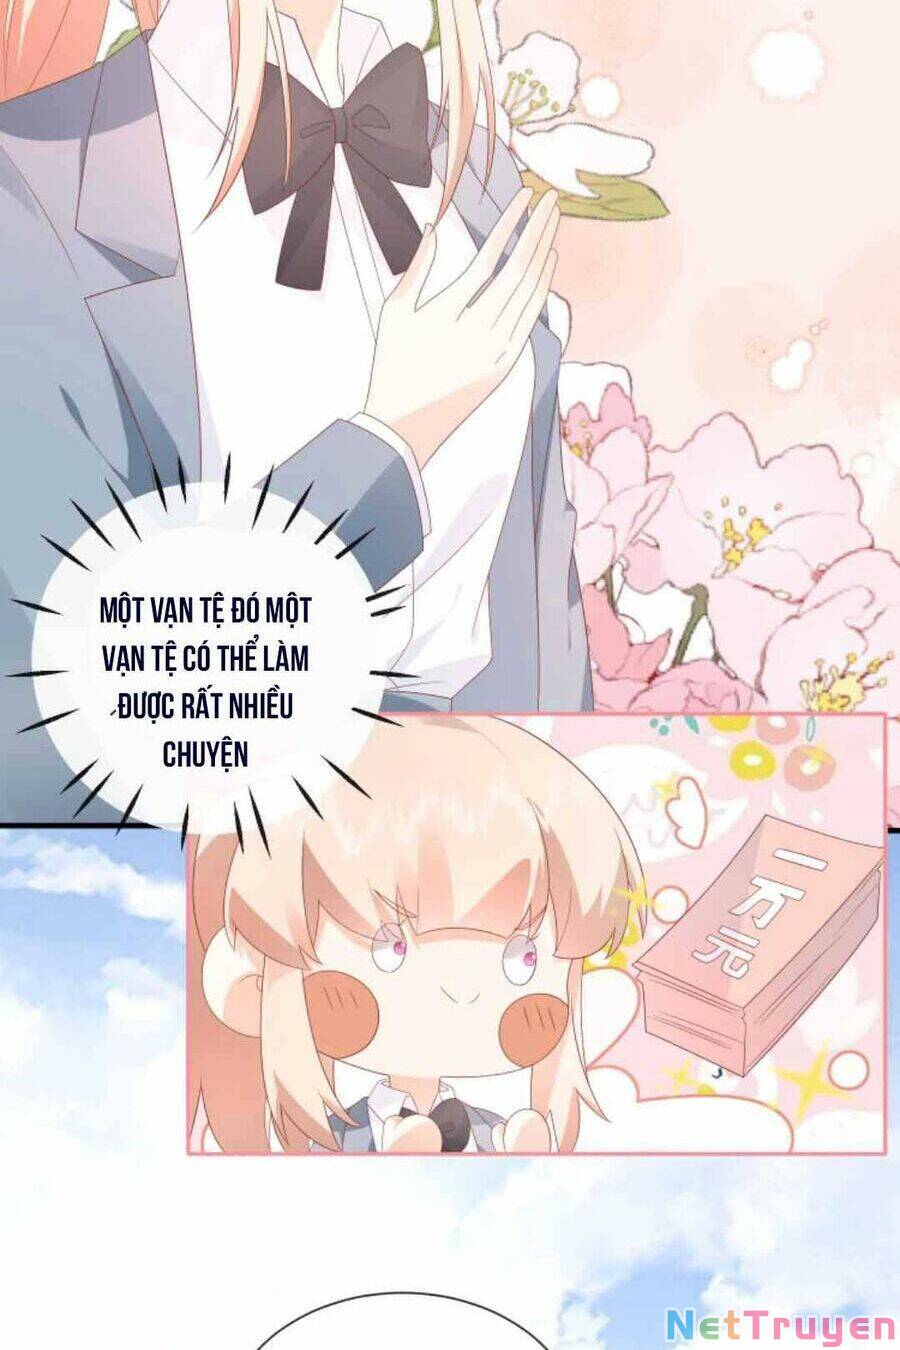 MỘT VẠN TỆ ĐÓ MỘT
VẠN TỆ CÓ THỂ LÀM
ĐƯỢC RẤT NHIỀU
CHUYỆN
一万元
NetTruyen